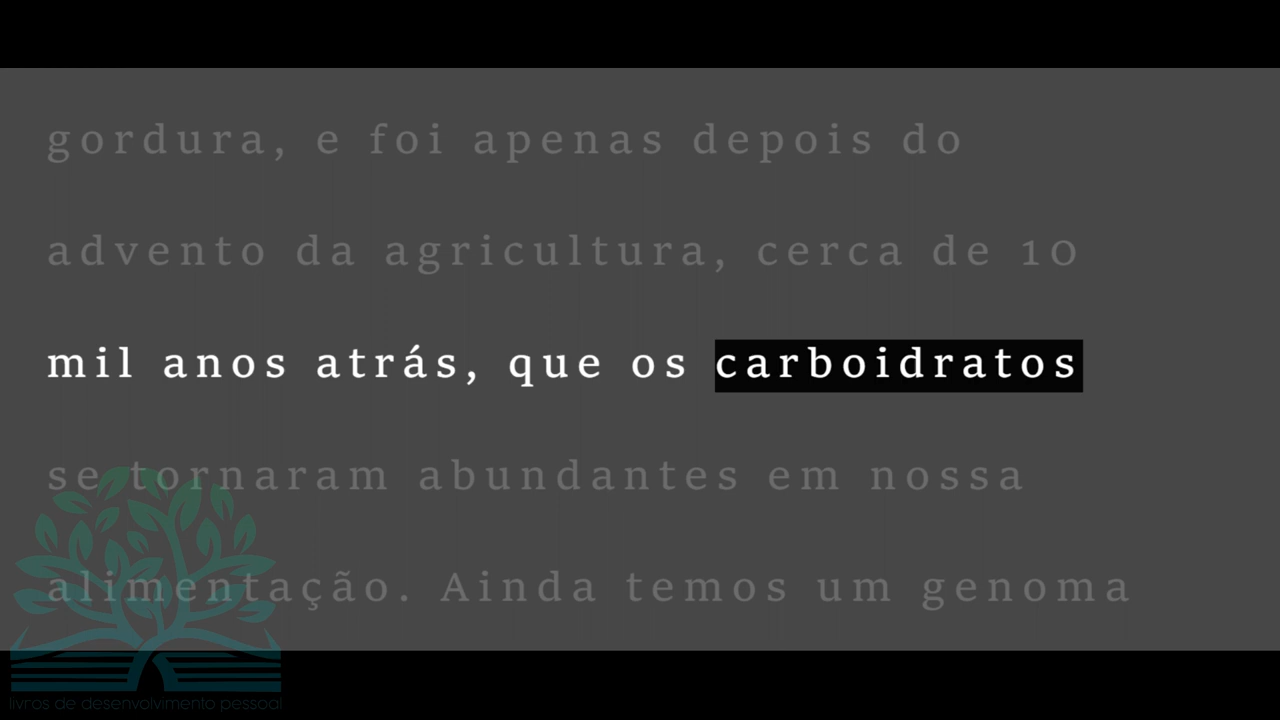 gordura, e foi apenas depois do
advento da agricultura, cerca de 10
mil anos atrás, que os carboidratos
se tornaram abundantes em nossa
alimentação. Ainda temos um genoma
livros de desenvolvimento pessoal